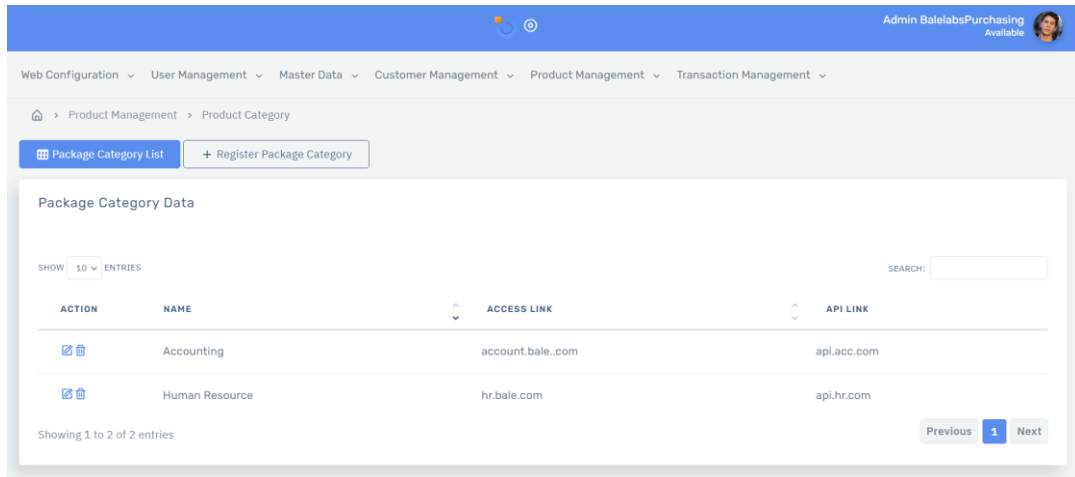 Admin BalelabsPurchasing
Available
Web Configuration User Management Master Data Customer Management Product Management Transaction Management
Product Management > Product Category
Package Category List + Register Package Category
Package Category Data
SHOW 10 ENTRIES SEARCH:
ACTION NAME ACCESS LINK API LINK
Accounting account.bale..com api.acc.com
Human Resource hr.bale.com api.hr.com
Showing 1 to 2 of 2 entries Previous 1 Next